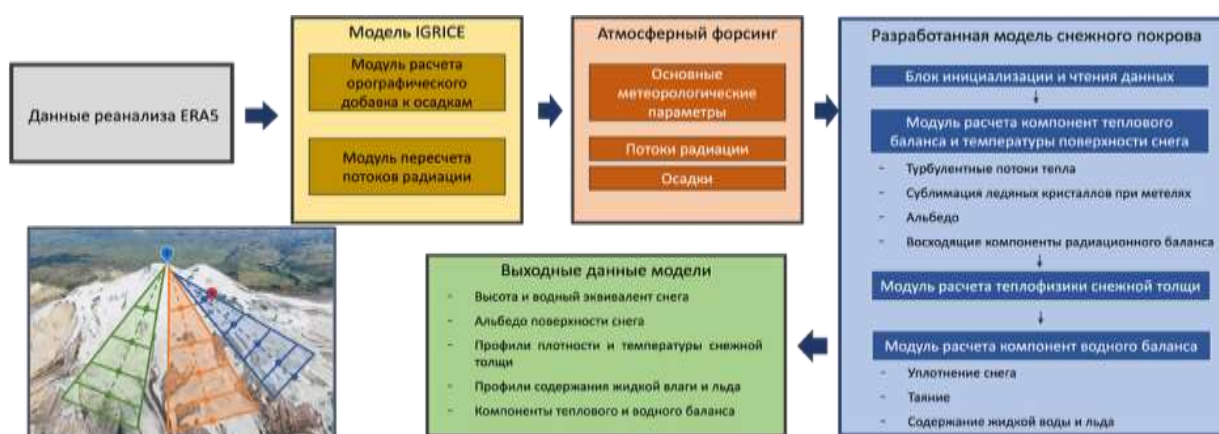 Данные реанализа ERA5
Модель IGRICE
Модуль расчета
орографического
добавка к осадкам
Модуль пересчета
потоков радиации
Атмосферный форсинг
Основные
метеорологические
параметры
Потоки радиации
Осадки
Разработанная модель снежного покрова
Блок инициализации и чтения данных
Модуль расчета компонент теплового
баланса и температуры поверхности снега
- Турбулентные потоки тепла
- Сублимация ледяных кристаллов при метелях
- Альбедо
- Восходящие компоненты радиационного баланса
Модуль расчета теплофизики снежной толщи
Модуль расчета компонент водного баланса
- Уплотнение снега
- Таяние
- Содержание жидкой воды и льда
Выходные данные модели
- Высота и водный эквивалент снега
- Альбедо поверхности снега
- Профили плотности и температуры снежной
толщи
- Профили содержания жидкой влаги и льда
- Компоненты теплового и водного баланса